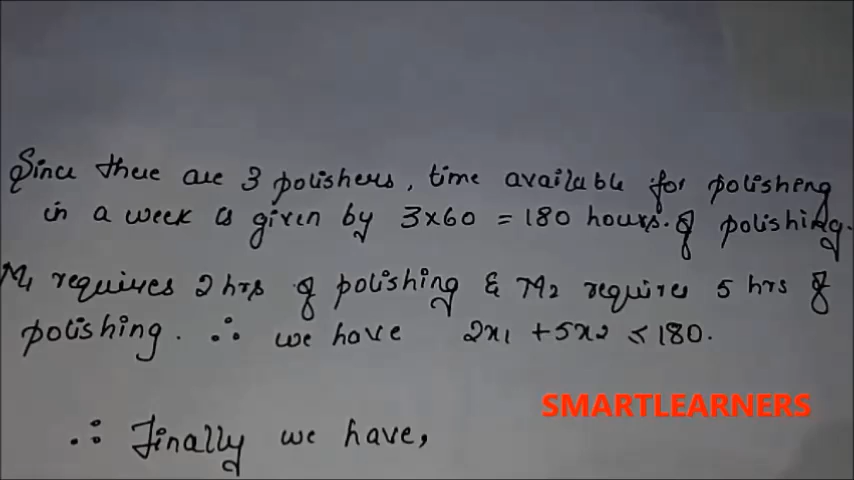 Since there are 3 polishers, time available for polishing
in a week is given by 3x60 = 180 hours. of polishing.
M1 requires 2 hrs of polishing & M2 requires 5 hrs of
polishing. ∴ we have 2x1 + 5x2 ≤ 180.
SMARTLEARNERS
∴ Finally we have,